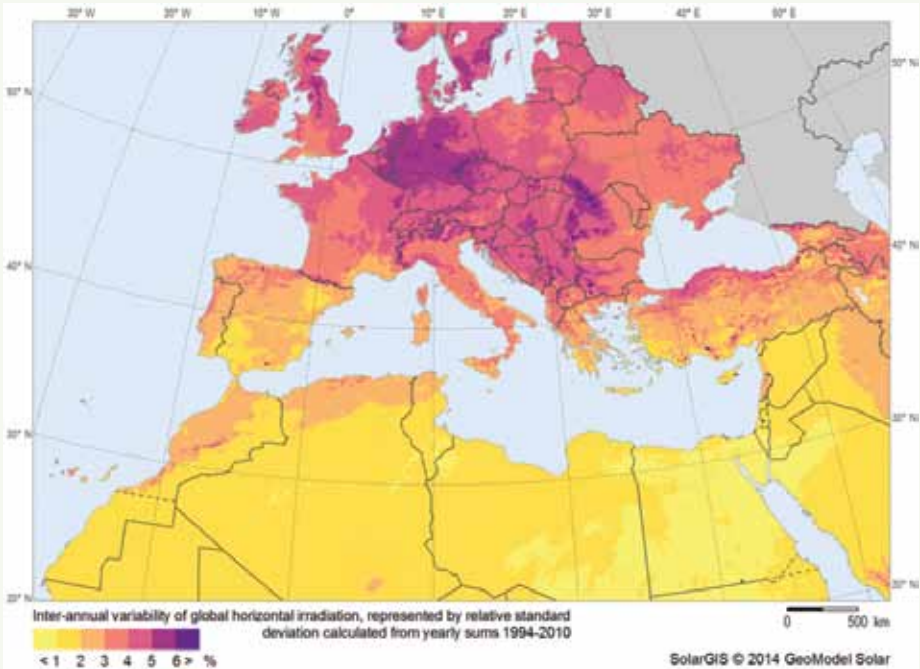 30° W 20° W 10° W 0° 10° E 20° E 30° E 40° E 50° E
50° N 50° N
40° N 40° N
30° N 30° N
20° N 20° N
Inter-annual variability of global horizontal irradiation, represented by relative standard
deviation calculated from yearly sums 1994-2010
< 1 2 3 4 5 6 > %
0 500 km
SolarGIS © 2014 GeoModel Solar